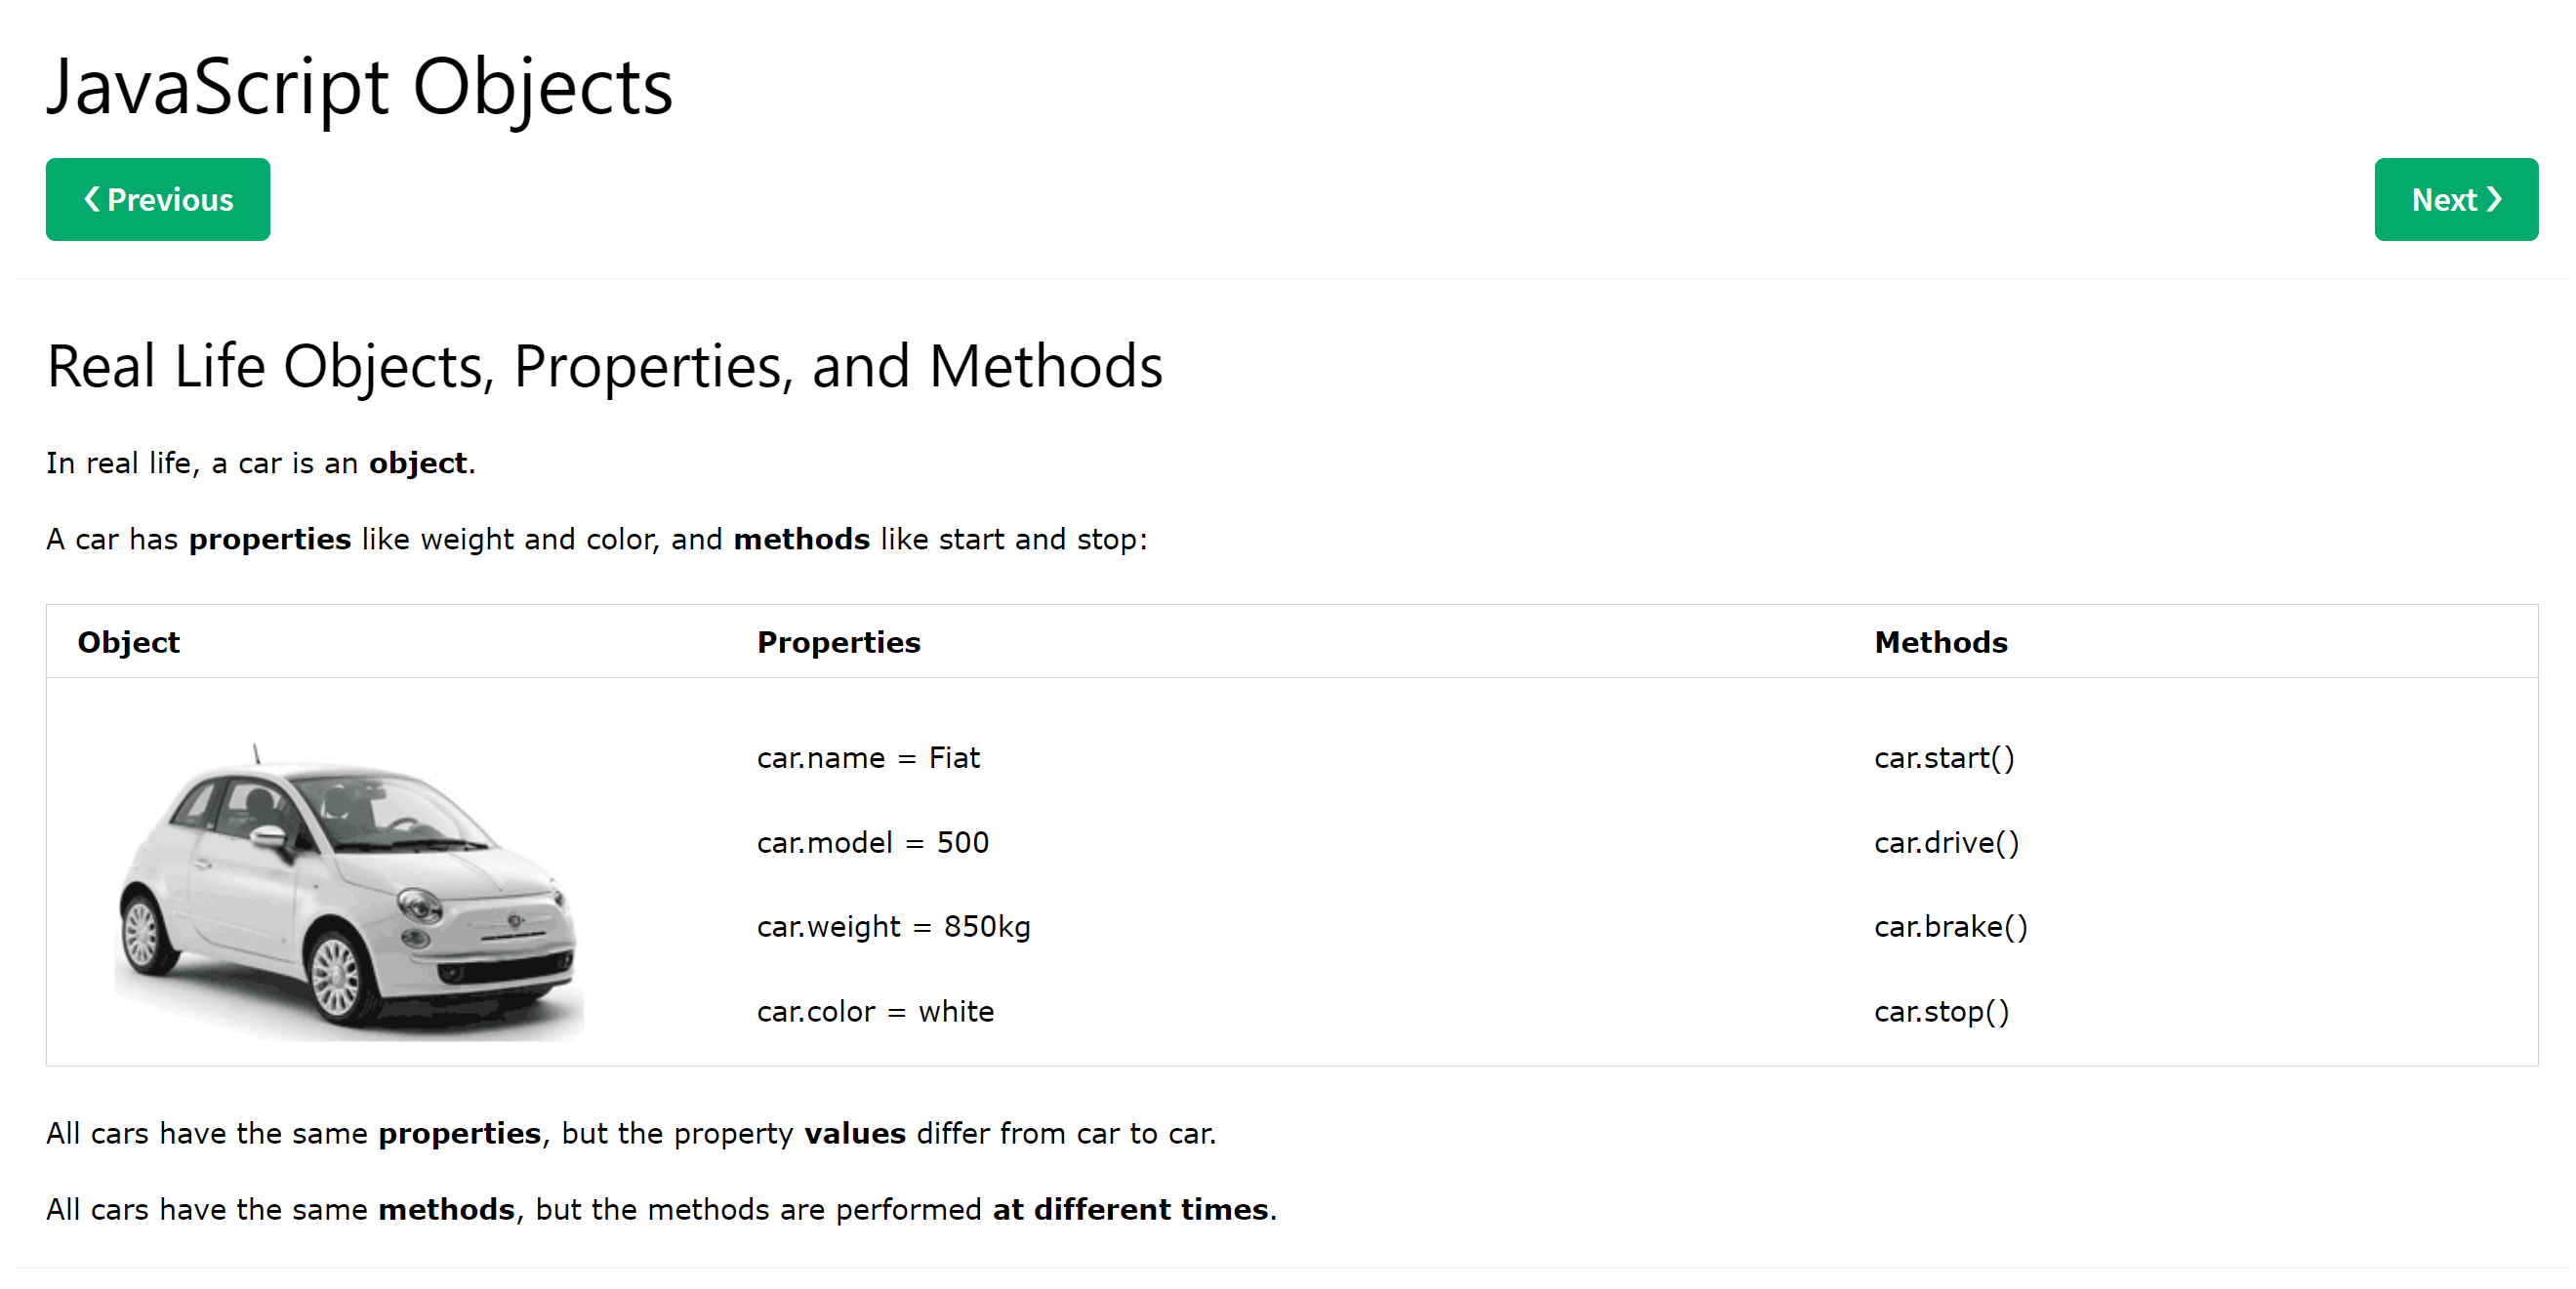 JavaScript Objects
❮ Previous
Next ❯
Real Life Objects, Properties, and Methods
In real life, a car is an object.
A car has properties like weight and color, and methods like start and stop:
Object Properties Methods
car.name = Fiat car.start()
car.model = 500 car.drive()
car.weight = 850kg car.brake()
car.color = white car.stop()
All cars have the same properties, but the property values differ from car to car.
All cars have the same methods, but the methods are performed at different times.